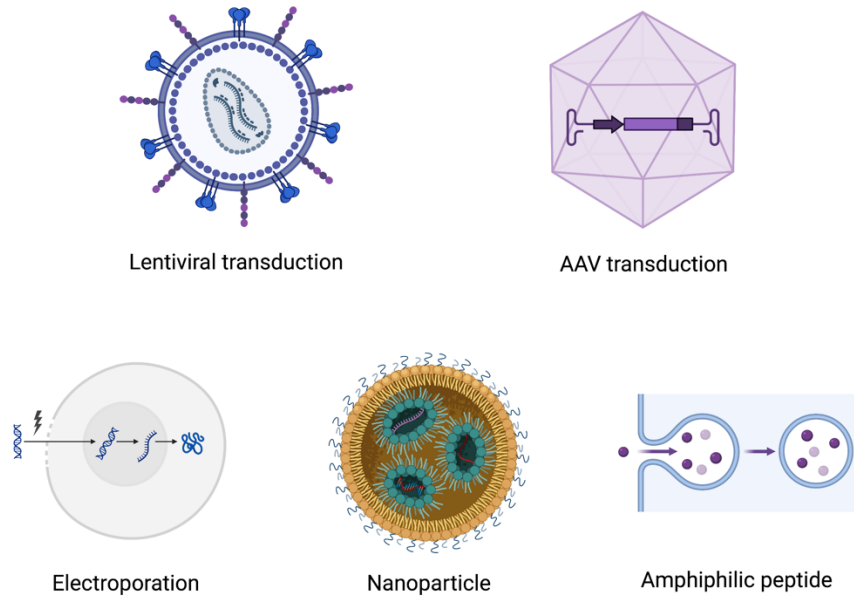 Lentiviral transduction
AAV transduction
Electroporation
Nanoparticle
Amphiphilic peptide